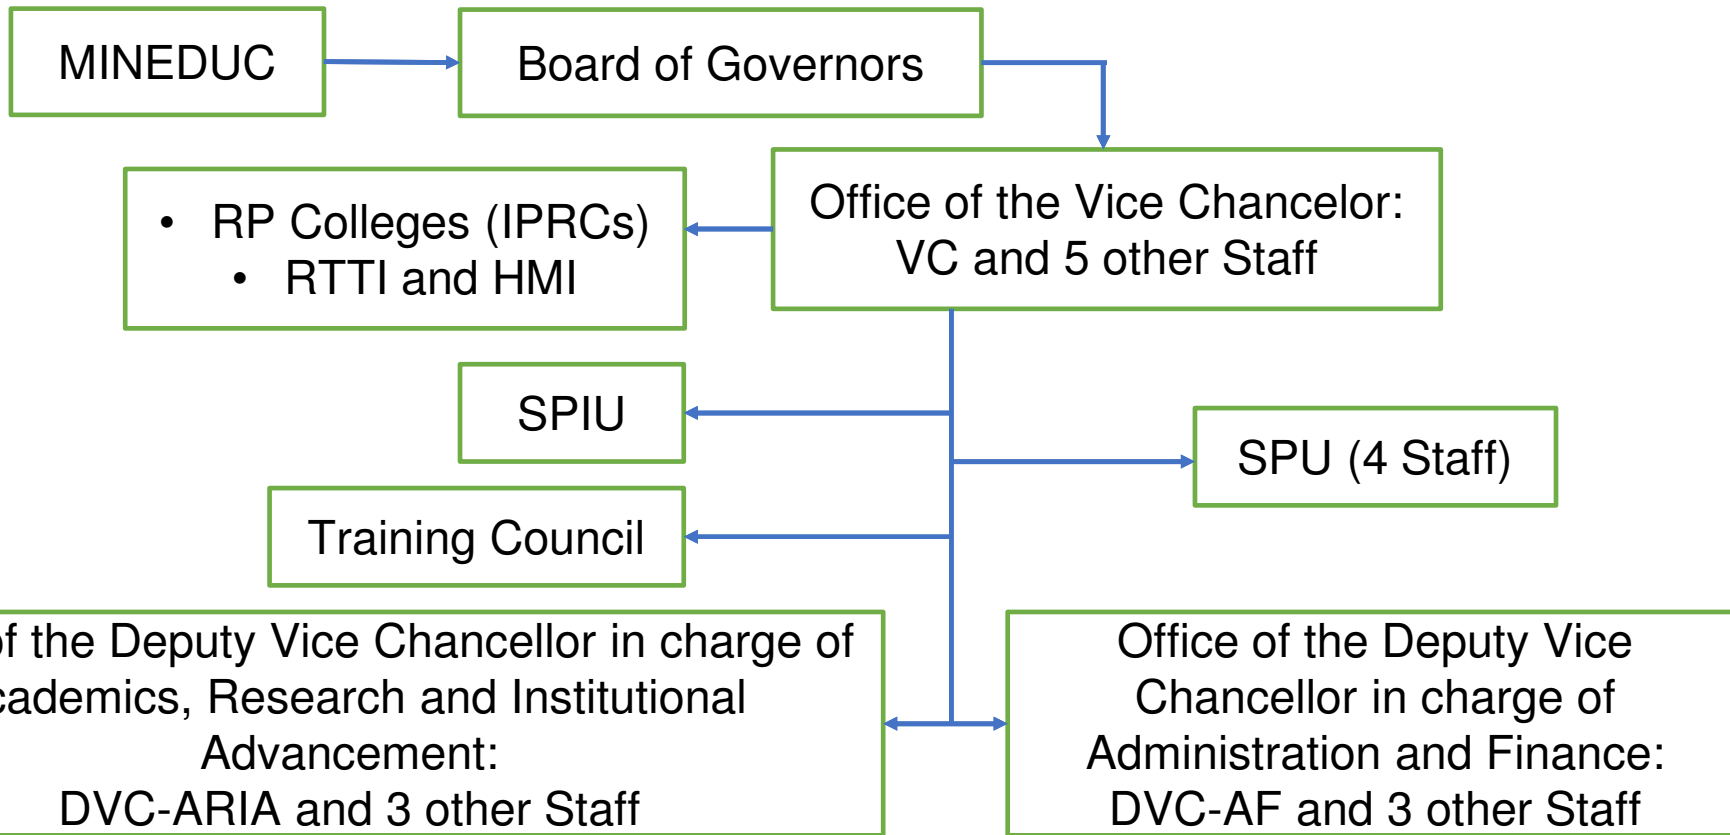 MINEDUC
Board of Governors
Office of the Vice Chancelor:
VC and 5 other Staff
• RP Colleges (IPRCs)
• RTTI and HMI
SPIU
SPU (4 Staff)
Training Council
of the Deputy Vice Chancellor in charge of
cademics, Research and Institutional
Advancement:
DVC-ARIA and 3 other Staff
Office of the Deputy Vice
Chancellor in charge of
Administration and Finance:
DVC-AF and 3 other Staff